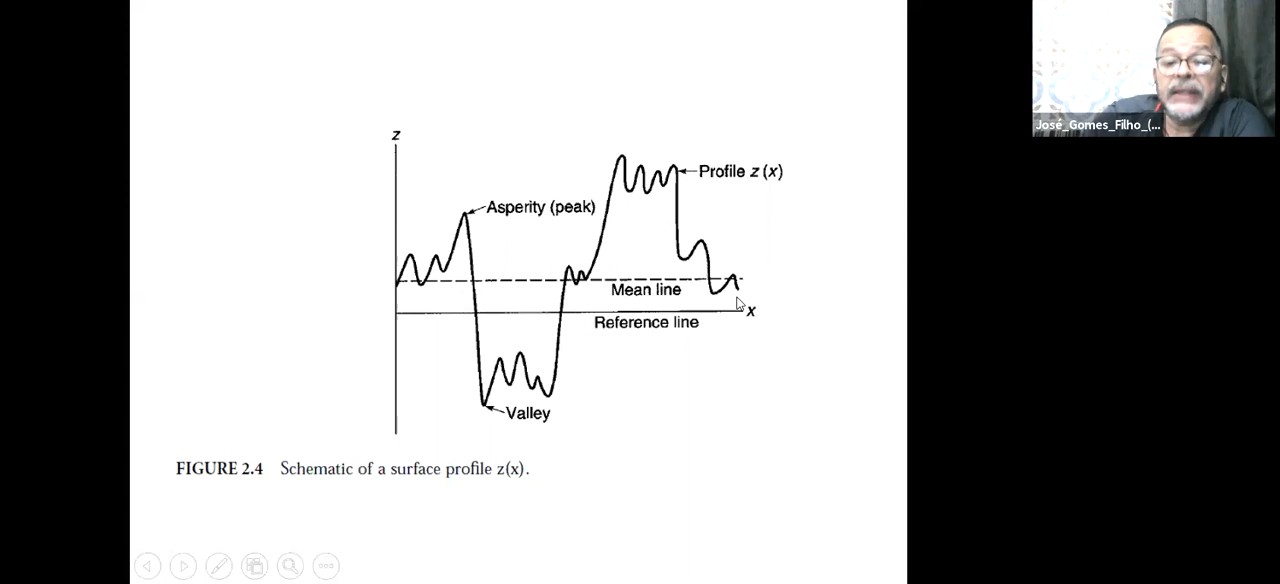 José_Gomes_Filho_(...
z
Profile z (x)
Asperity (peak)
Mean line
x
Reference line
Valley
FIGURE 2.4 Schematic of a surface profile z(x).